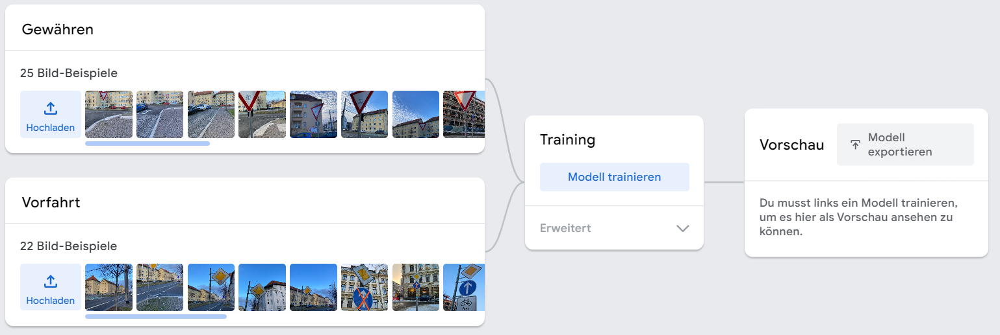 Gewähren
25 Bild-Beispiele
Hochladen
Vorfahrt
22 Bild-Beispiele
Hochladen
Training
Modell trainieren
Erweitert
Vorschau
Modell
exportieren
Du musst links ein Modell trainieren,
um es hier als Vorschau ansehen zu
können.